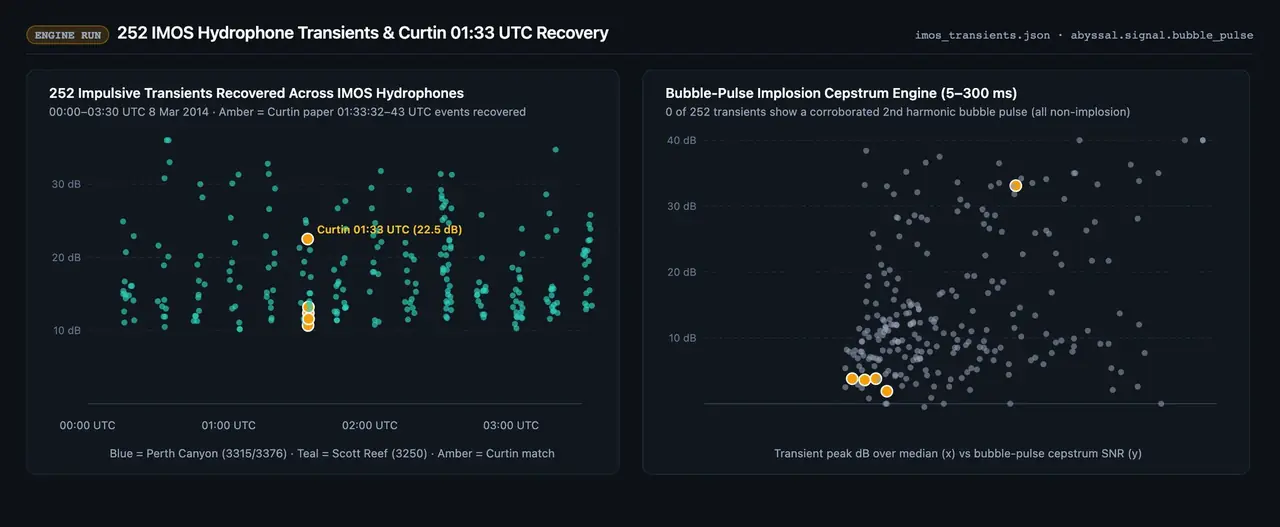 ENGINE RUN 252 IMOS Hydrophone Transients & Curtin 01:33 UTC Recovery
imos_transients.json · abyssal.signal.bubble_pulse
252 Impulsive Transients Recovered Across IMOS Hydrophones
00:00–03:30 UTC 8 Mar 2014 · Amber = Curtin paper 01:33:32–43 UTC events recovered
30 dB
Curtin 01:33 UTC (22.5 dB)
20 dB
10 dB
00:00 UTC
01:00 UTC
02:00 UTC
03:00 UTC
Blue = Perth Canyon (3315/3376) · Teal = Scott Reef (3250) · Amber = Curtin match
Bubble-Pulse Implosion Cepstrum Engine (5–300 ms)
0 of 252 transients show a corroborated 2nd harmonic bubble pulse (all non-implosion)
40 dB
30 dB
20 dB
10 dB
Transient peak dB over median (x) vs bubble-pulse cepstrum SNR (y)